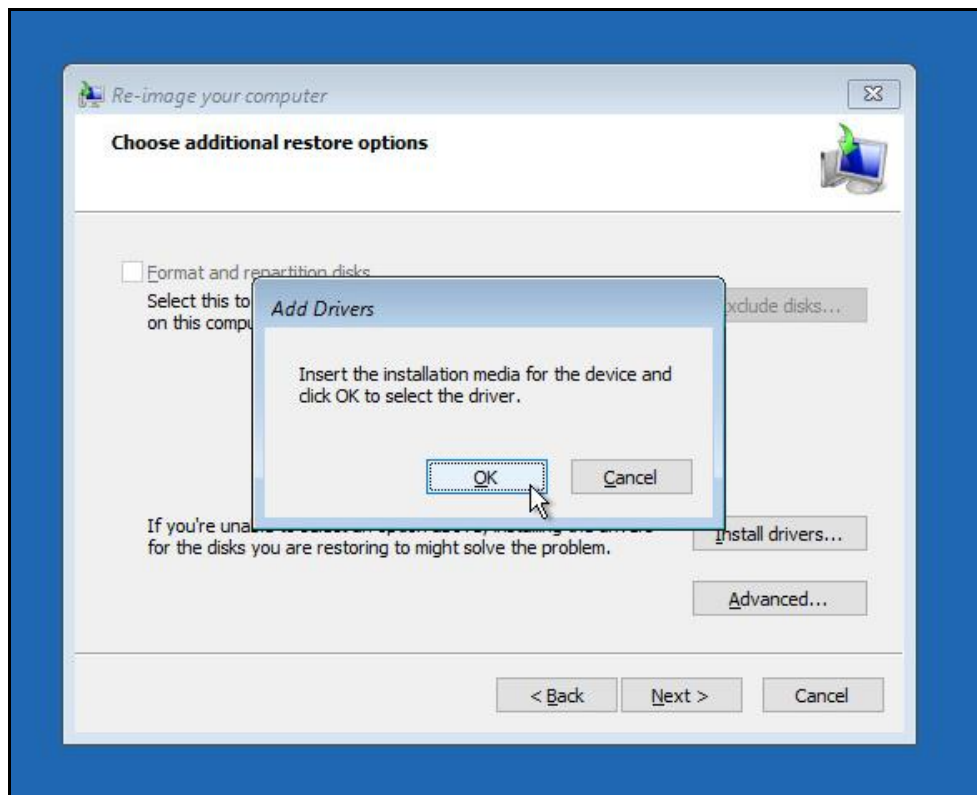 Re-image your computer
Choose additional restore options
Format and repartition disks
Select this to
on this
Add Drivers
xclude disks...
Insert the installation media for the device and
click OK to select the driver.
OK
Cancel
If you're
for the disks you are restoring to might solve the problem.
Install drivers...
Advanced...
< Back
Next >
Cancel